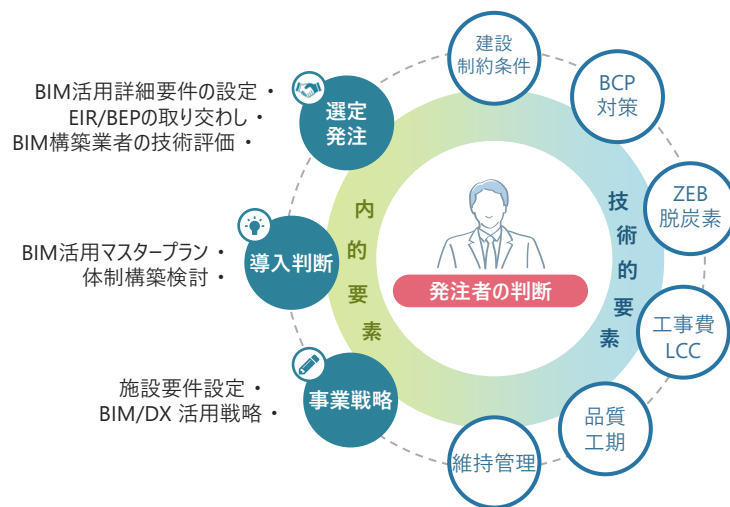 建設
制約条件
BCP
対策
ZEB
脱炭素
工事費
LCC
品質
工期
維持管理
技術的要素
内的要素
発注者の判断
選定
発注
BIM活用詳細要件の設定・
EIR/BEPの取り交わし・
BIM構築業者の技術評価・
導入判断
BIM活用マスタープラン・
体制構築検討・
事業戦略
施設要件設定・
BIM/DX 活用戦略・